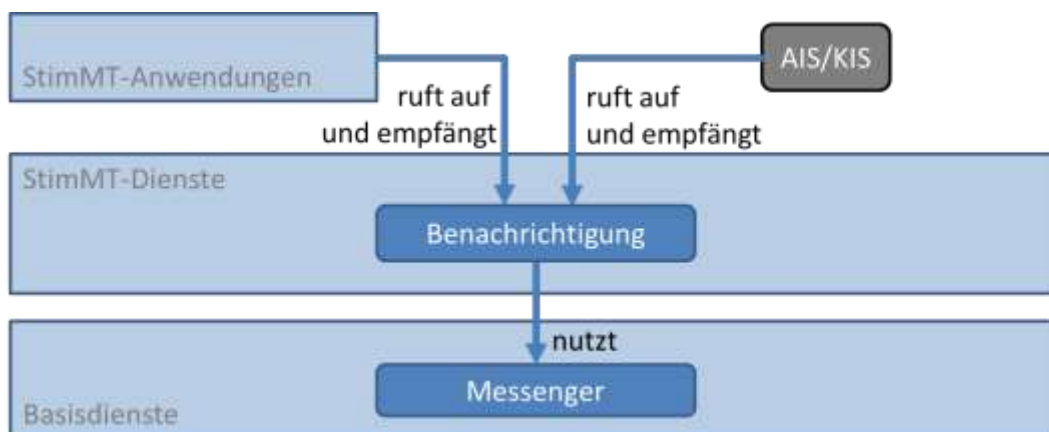 StimMT-Anwendungen
AIS/KIS
ruft auf
und empfängt
ruft auf
und empfängt
StimMT-Dienste
Benachrichtigung
nutzt
Messenger
Basisdienste